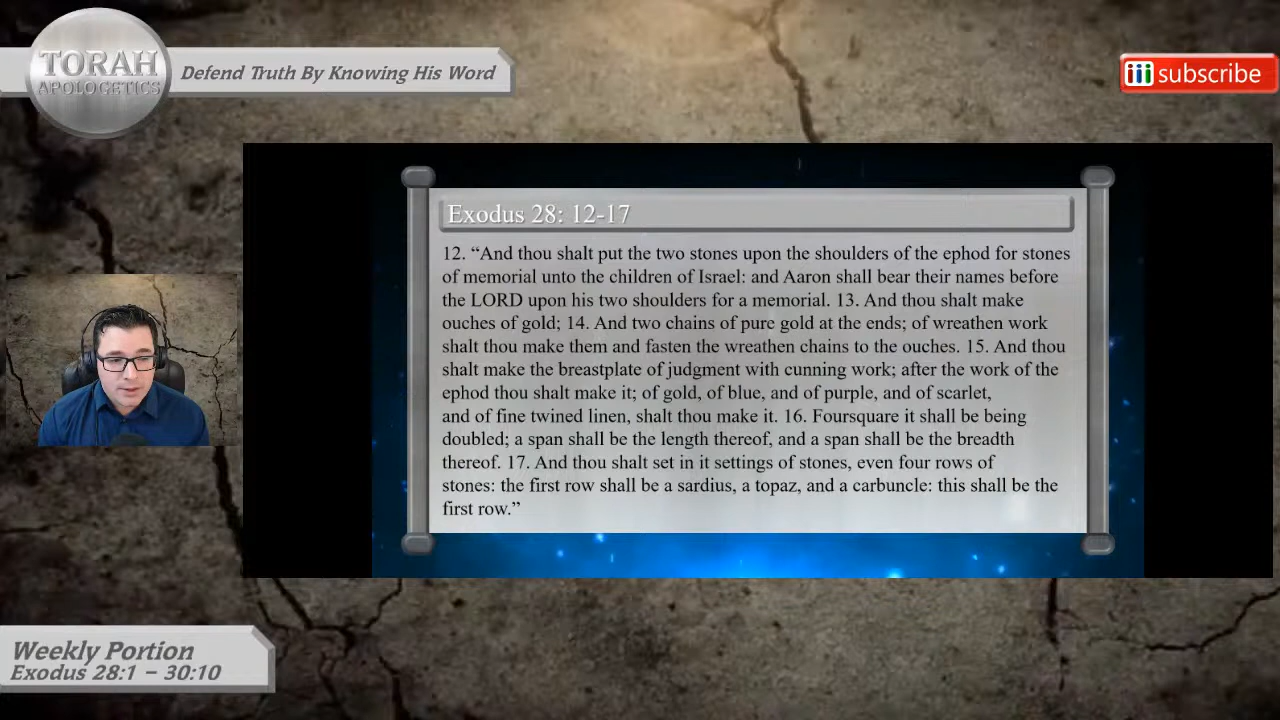 TORAH
APOLOGETICS
Defend Truth By Knowing His Word
subscribe
Exodus 28: 12-17
12. “And thou shalt put the two stones upon the shoulders of the ephod for stones
of memorial unto the children of Israel: and Aaron shall bear their names before
the LORD upon his two shoulders for a memorial. 13. And thou shalt make
ouches of gold; 14. And two chains of pure gold at the ends; of wreathen work
shalt thou make them and fasten the wreathen chains to the ouches. 15. And thou
shalt make the breastplate of judgment with cunning work; after the work of the
ephod thou shalt make it; of gold, of blue, and of purple, and of scarlet,
and of fine twined linen, shalt thou make it. 16. Foursquare it shall be being
doubled; a span shall be the length thereof, and a span shall be the breadth
thereof. 17. And thou shalt set in it settings of stones, even four rows of
stones: the first row shall be a sardius, a topaz, and a carbuncle: this shall be the
first row.”
Weekly Portion
Exodus 28:1 – 30:10